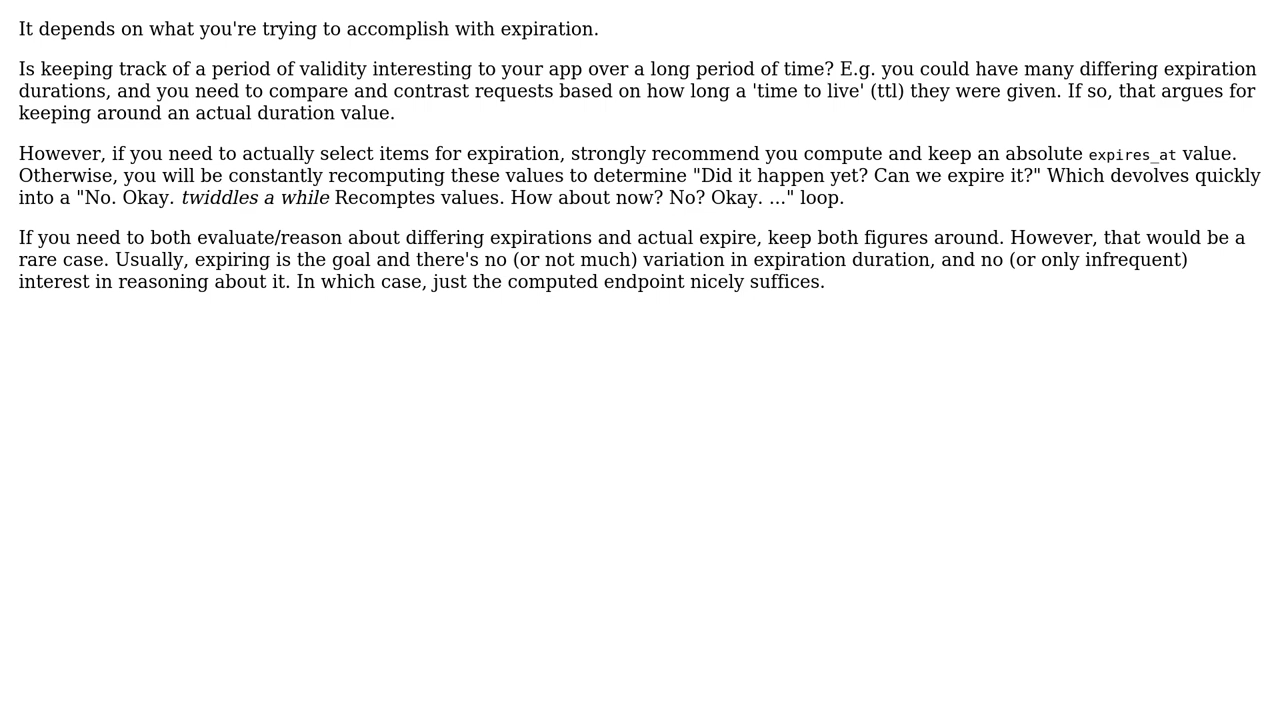 It depends on what you're trying to accomplish with expiration.
Is keeping track of a period of validity interesting to your app over a long period of time? E.g. you could have many differing expiration
durations, and you need to compare and contrast requests based on how long a 'time to live' (ttl) they were given. If so, that argues for
keeping around an actual duration value.
However, if you need to actually select items for expiration, strongly recommend you compute and keep an absolute expires_at value.
Otherwise, you will be constantly recomputing these values to determine "Did it happen yet? Can we expire it?" Which devolves quickly
into a "No. Okay. twiddles a while Recomptes values. How about now? No? Okay. ..." loop.
If you need to both evaluate/reason about differing expirations and actual expire, keep both figures around. However, that would be a
rare case. Usually, expiring is the goal and there's no (or not much) variation in expiration duration, and no (or only infrequent)
interest in reasoning about it. In which case, just the computed endpoint nicely suffices.